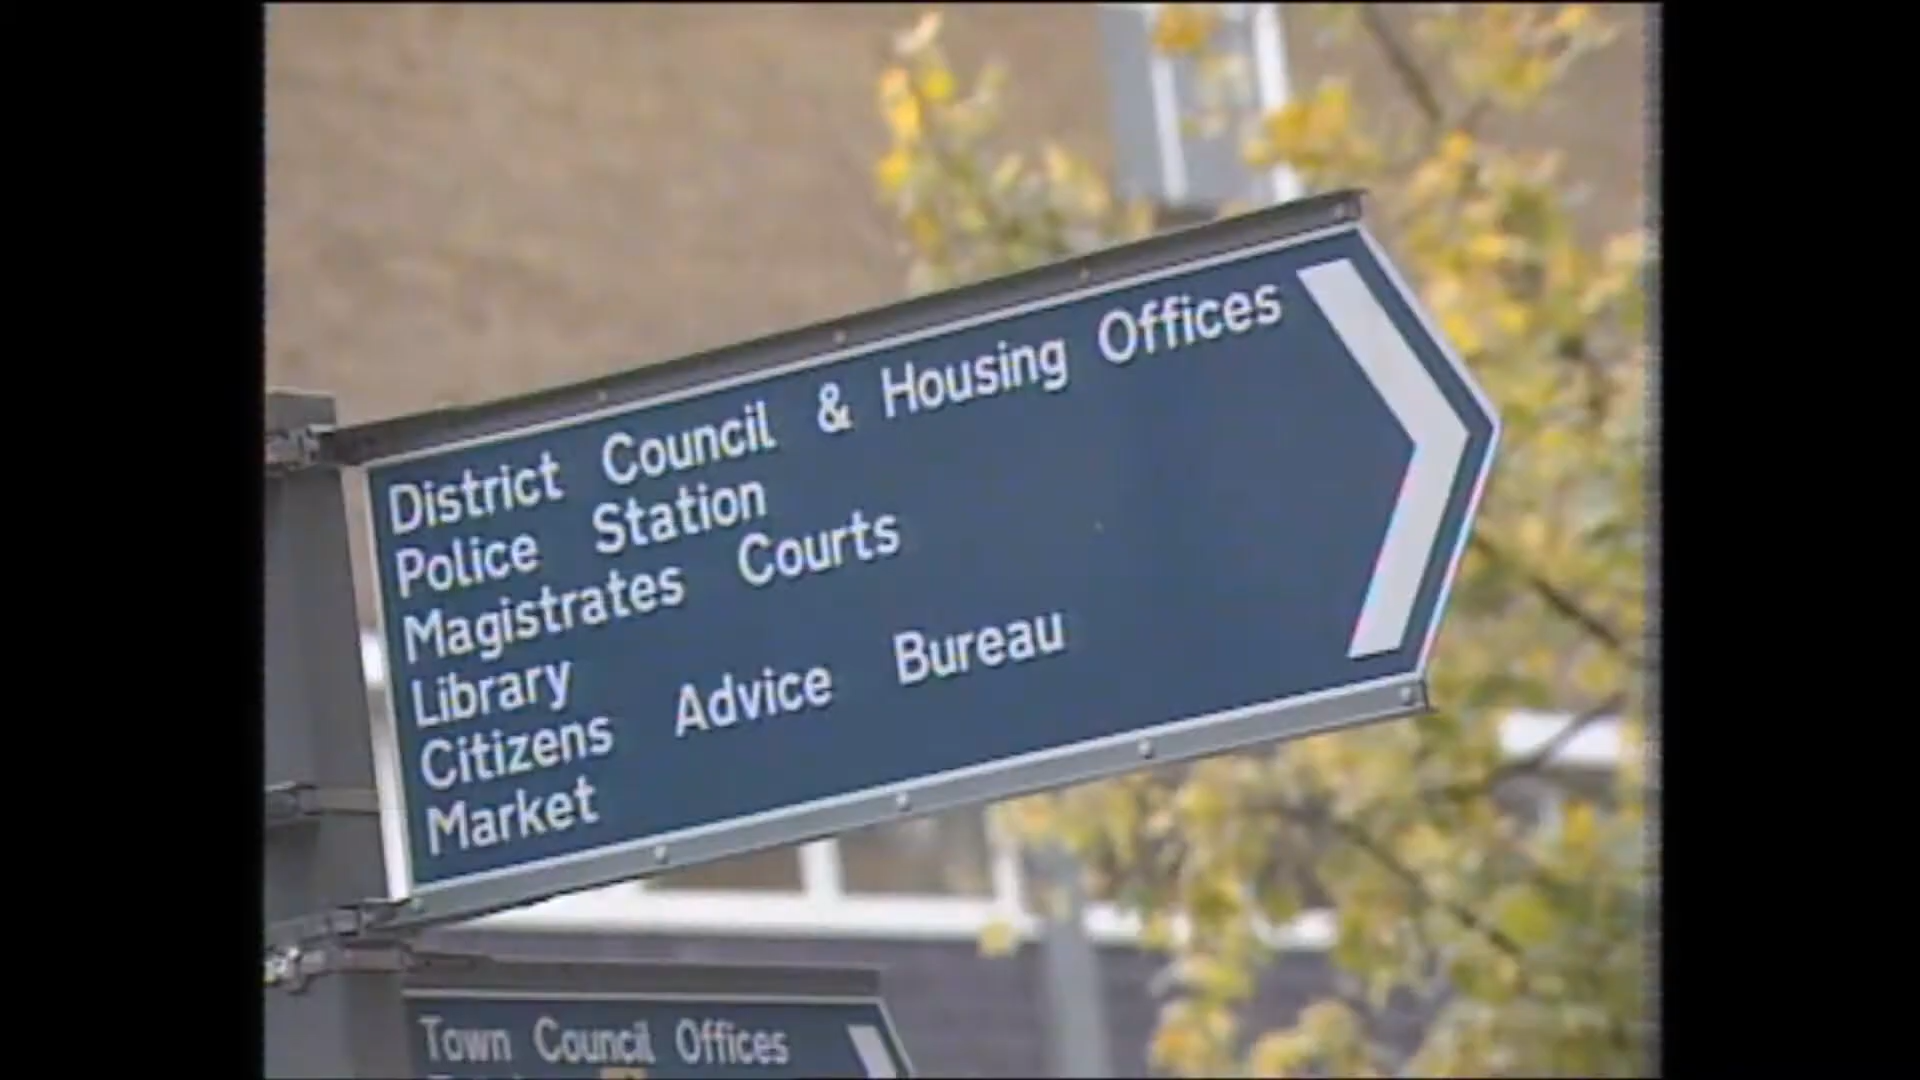 District Council & Housing Offices
Police Station
Magistrates Courts
Library
Citizens Advice Bureau
Market
Town Council Offices